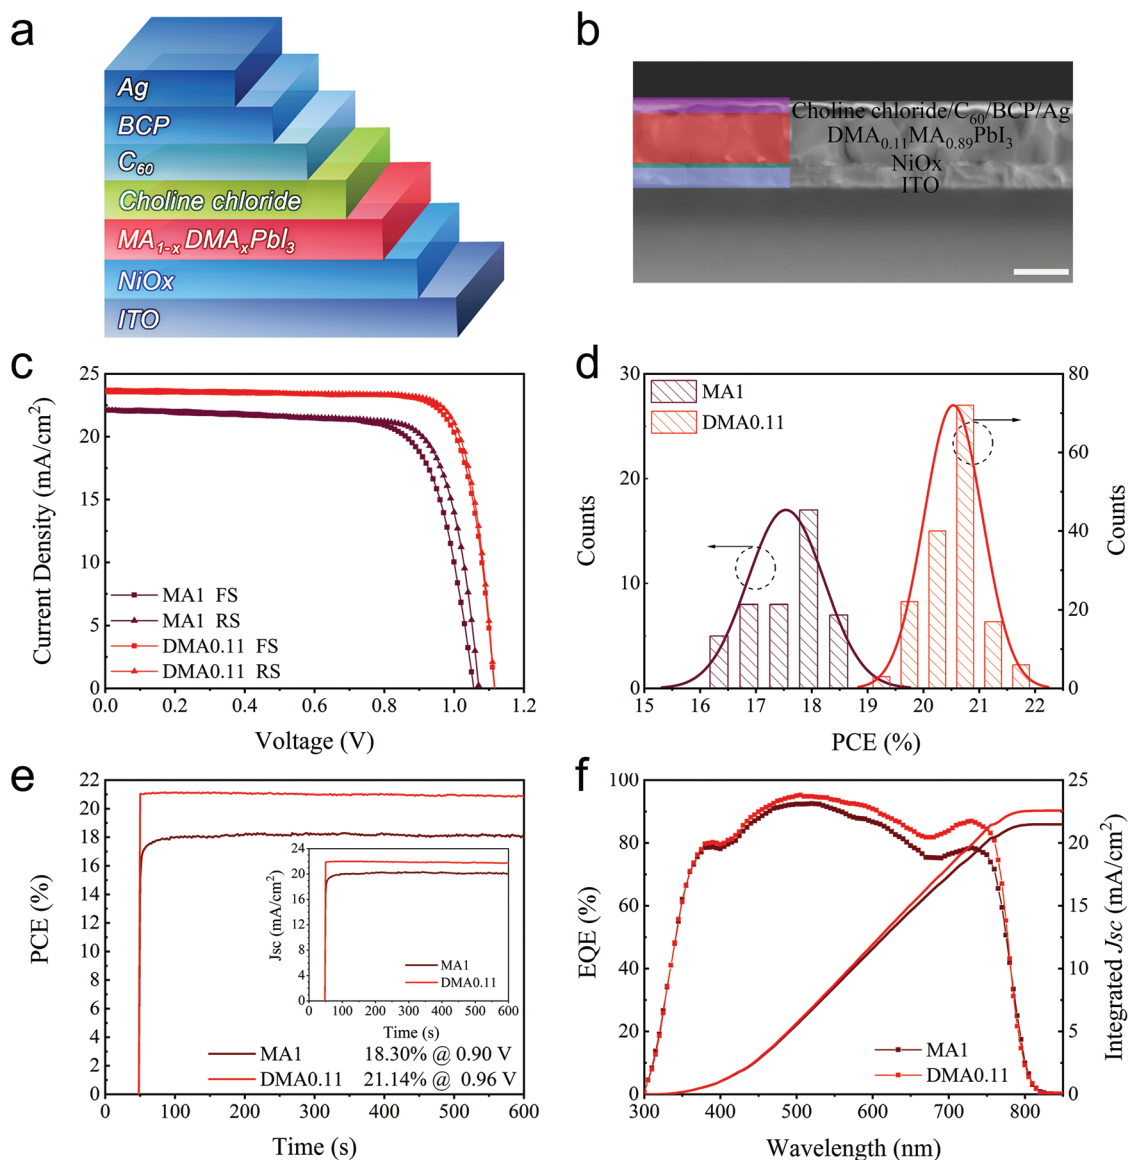 a
Ag
BCP
C60
Choline chloride
MA1-xDMAxPbI3
NiOx
ITO
b
Choline chloride/C60/BCP/Ag
DMA0.11MA0.89PbI3
NiOx
ITO
c
25
20
15
10
5
0
0.0 0.2 0.4 0.6 0.8 1.0 1.2
Current Density (mA/cm2)
Voltage (V)
MA1 FS
MA1 RS
DMA0.11 FS
DMA0.11 RS
d
30
20
10
0
80
60
40
20
0
15 16 17 18 19 20 21 22
Counts
Counts
PCE (%)
MA1
DMA0.11
e
22
20
18
16
14
12
10
8
6
4
2
0
0 100 200 300 400 500 600
PCE (%)
Time (s)
24
20
16
12
8
4
0
100 200 300 400 500 600
Jsc (mA/cm2)
Time (s)
MA1
DMA0.11
MA1 18.30% @ 0.90 V
DMA0.11 21.14% @ 0.96 V
f
100
80
60
40
20
0
25
20
15
10
5
0
300 400 500 600 700 800
EQE (%)
Integrated Jsc (mA/cm2)
Wavelength (nm)
MA1
DMA0.11